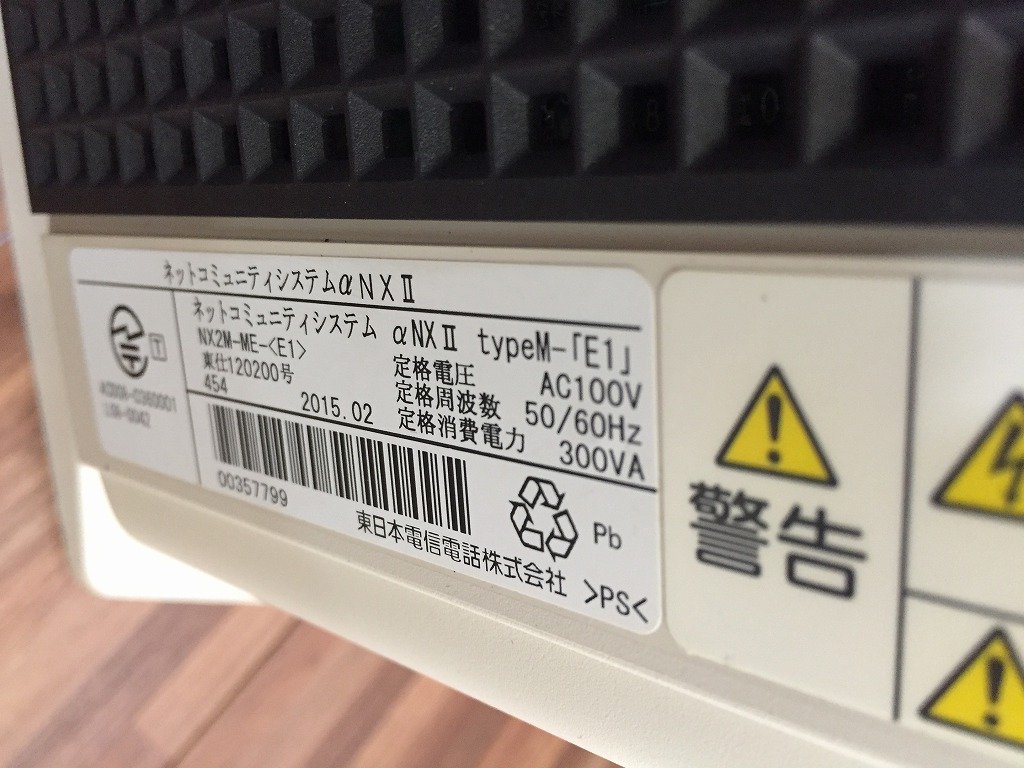 ネットコミュニティシステムαNXⅡ
ネットコミュニティシステム αNXⅡ typeM-「E1」
NX2M-ME-<E1>
東仕120200号
454
2015.02
定格電圧 AC100V
定格周波数 50/60Hz
定格消費電力 300VA
T
00357799
Pb
東日本電信電話株式会社
>PS<
警告